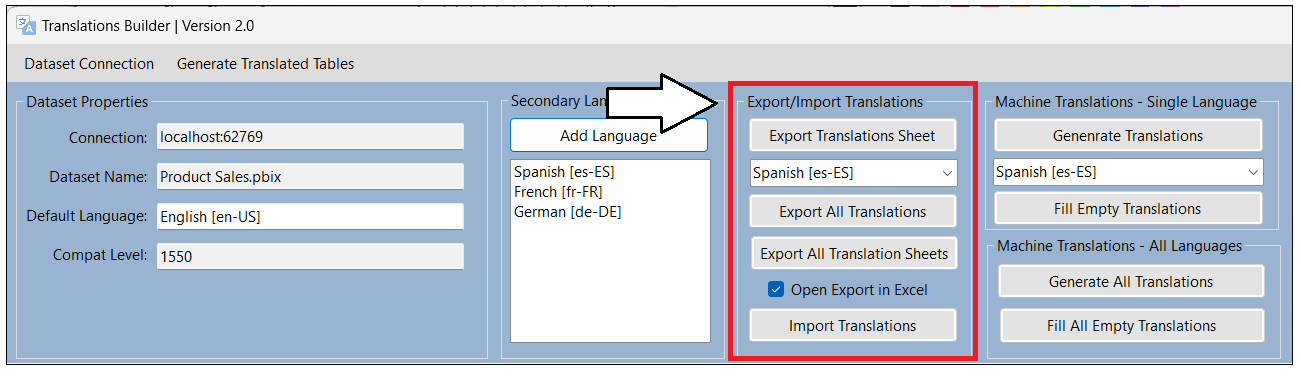 Translations Builder | Version 2.0
Dataset Connection Generate Translated Tables
Dataset Properties
Connection: localhost:62769
Dataset Name: Product Sales.pbix
Default Language: English [en-US]
Compat Level: 1550
Secondary Lan
Add Language
Spanish [es-ES]
French [fr-FR]
German [de-DE]
Export/Import Translations
Export Translations Sheet
Spanish [es-ES]
Export All Translations
Export All Translation Sheets
Open Export in Excel
Import Translations
Machine Translations - Single Language
Genenrate Translations
Spanish [es-ES]
Fill Empty Translations
Machine Translations - All Languages
Generate All Translations
Fill All Empty Translations